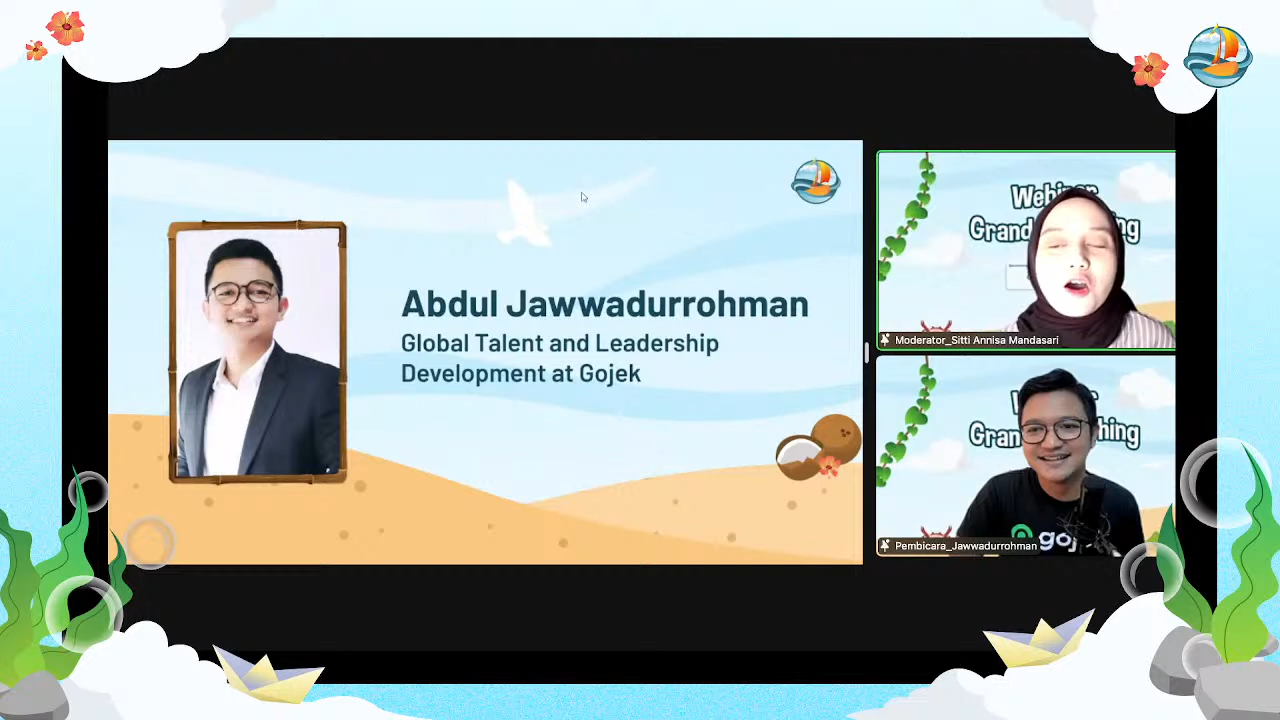 Abdul Jawwadurrohman
Global Talent and Leadership
Development at Gojek
Moderator_Sitti Annisa Mandasari
Pembicara_Jawwadurrohman